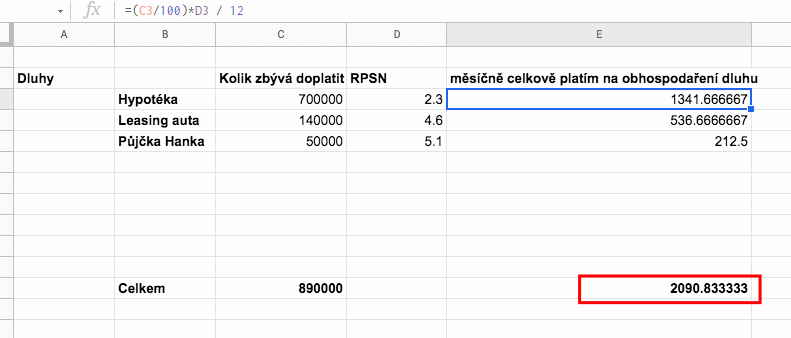 fx =(C3/100)*D3 / 12
A B C D E
Dluhy Kolik zbývá doplatit RPSN měsíčně celkově platím na obhospodaření dluhu
Hypotéka 700000 2.3 1341.666667
Leasing auta 140000 4.6 536.6666667
Půjčka Hanka 50000 5.1 212.5
Celkem 890000 2090.833333